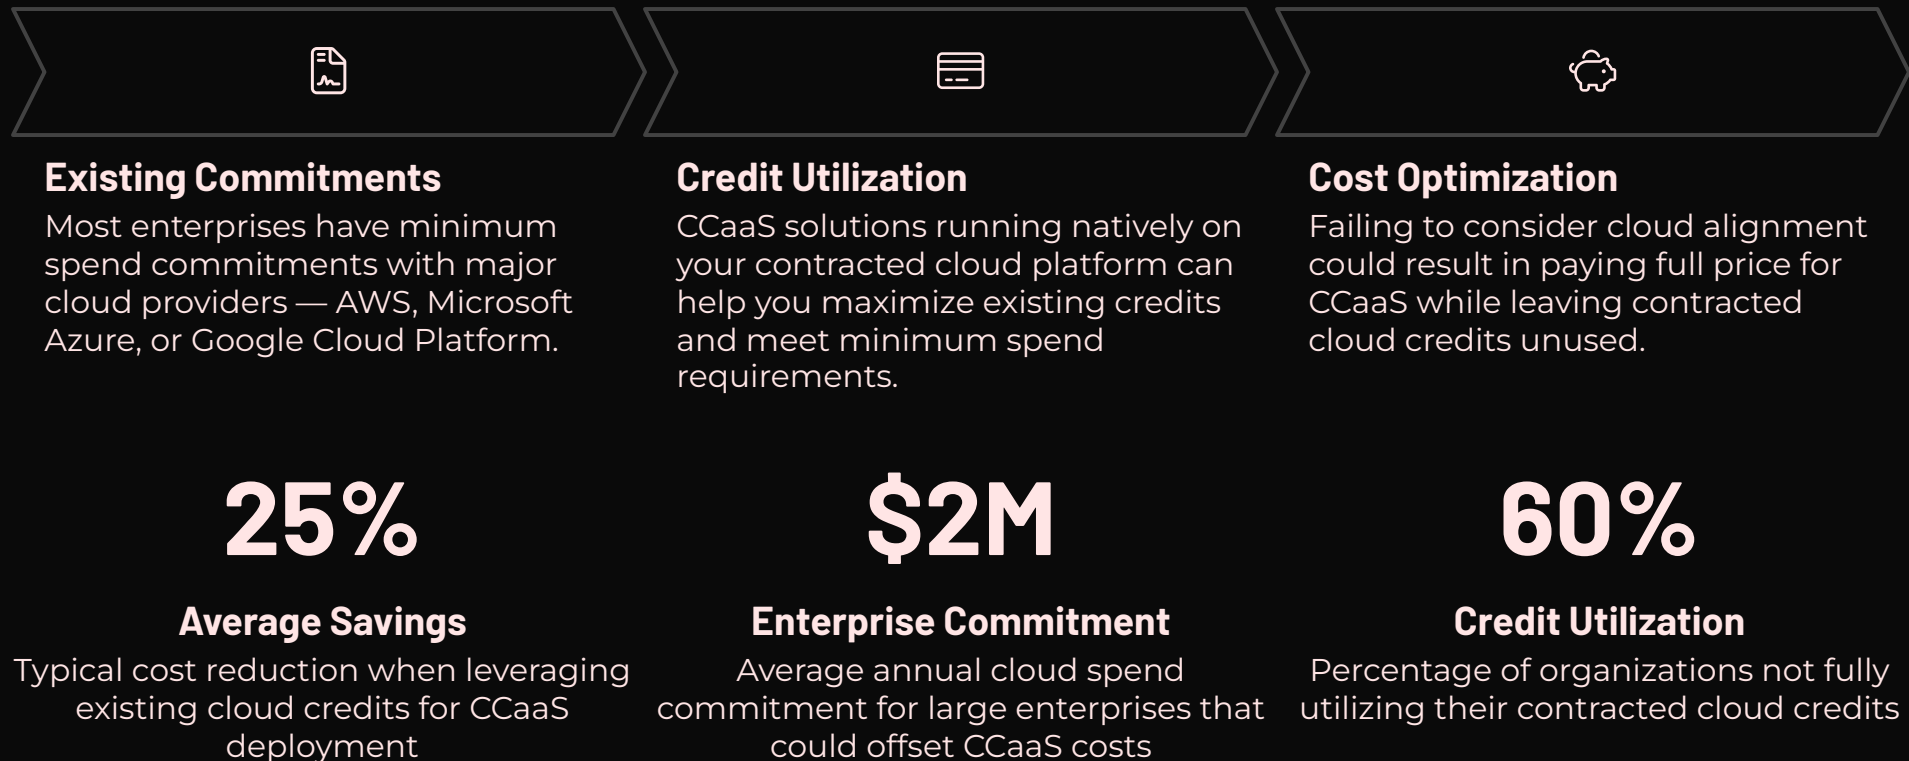 Existing Commitments
Most enterprises have minimum
spend commitments with major
cloud providers — AWS, Microsoft
Azure, or Google Cloud Platform.
Credit Utilization
CCaaS solutions running natively on
your contracted cloud platform can
help you maximize existing credits
and meet minimum spend
requirements.
Cost Optimization
Failing to consider cloud alignment
could result in paying full price for
CCaaS while leaving contracted
cloud credits unused.
25%
Average Savings
Typical cost reduction when leveraging
existing cloud credits for CCaaS
deployment
$2M
Enterprise Commitment
Average annual cloud spend
commitment for large enterprises that
could offset CCaaS costs
60%
Credit Utilization
Percentage of organizations not fully
utilizing their contracted cloud credits